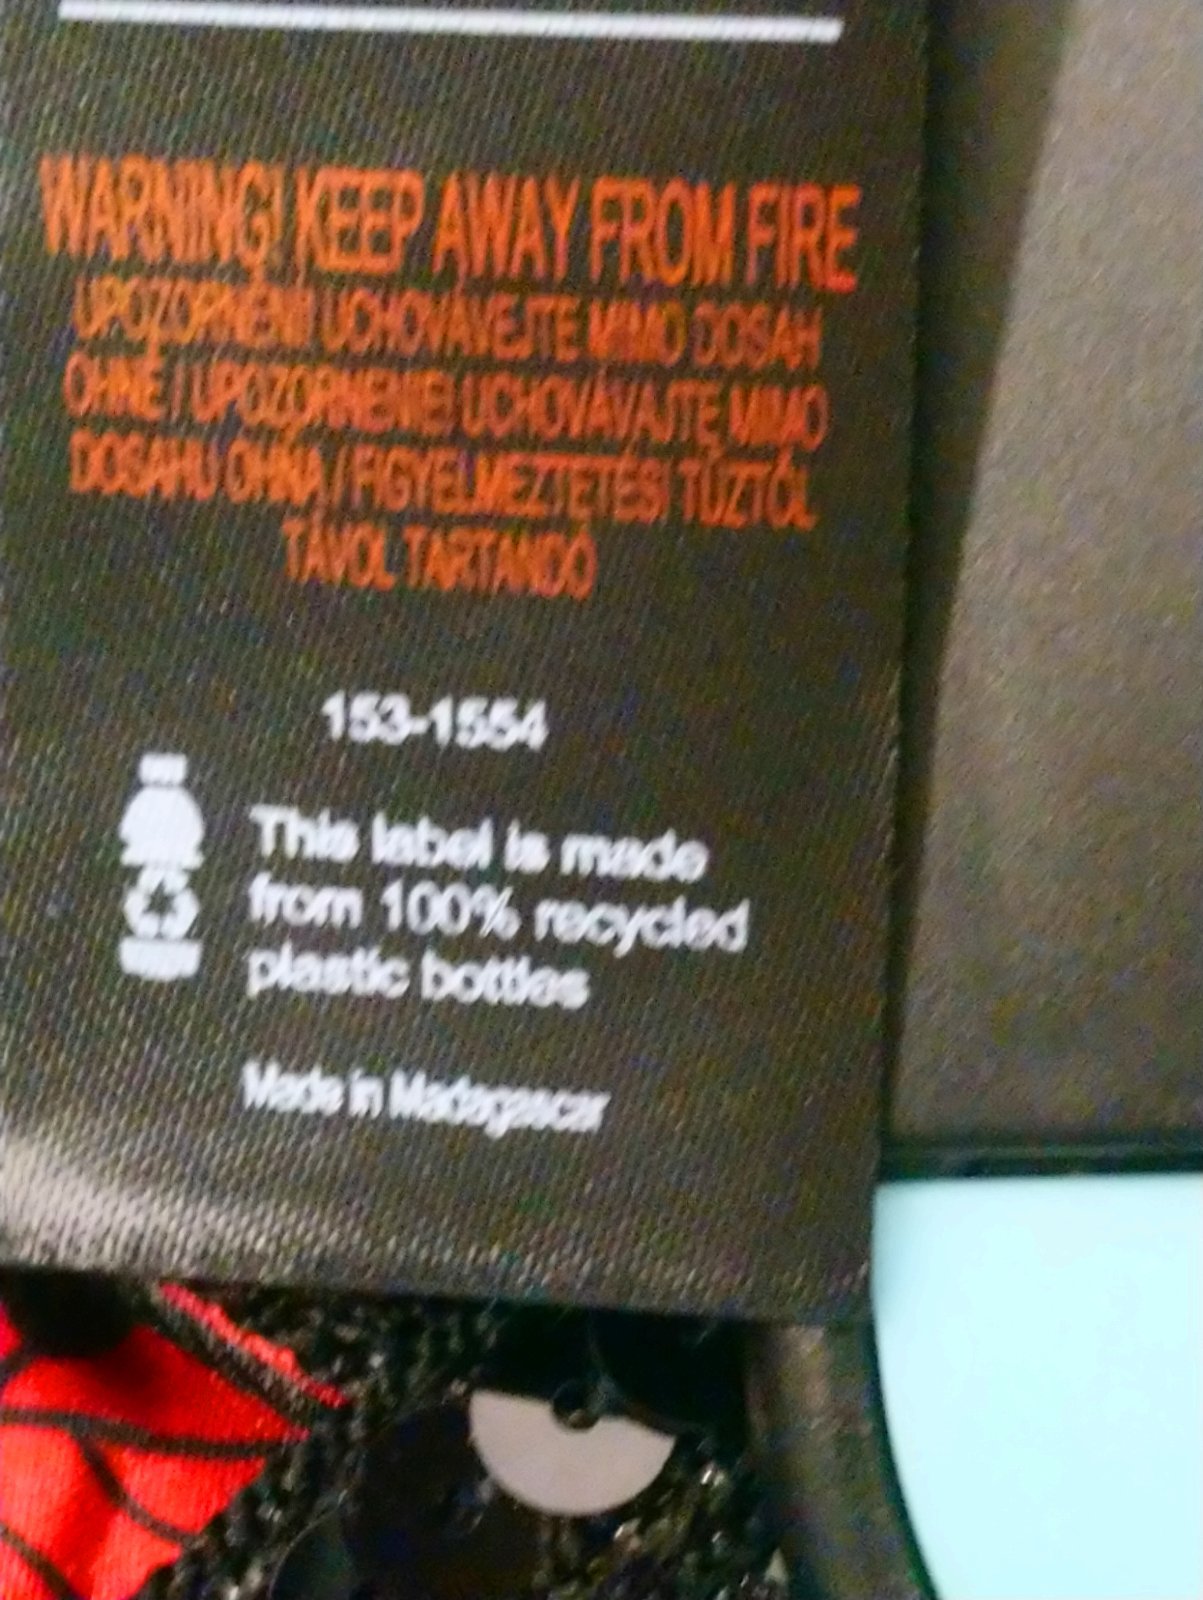 WARNING! KEEP AWAY FROM FIRE
UPOZORNĚNÍ! UCHOVÁVEJTE MIMO DOSAH
OHNĚ / UPOZORNENIE! UCHOVÁVAJTE MIMO
DOSAHU OHŇA / FIGYELMEZTETÉS! TŰZTŐL
TÁVOL TARTANDÓ
153-1554
This label is made
from 100% recycled
plastic bottles
Made in Madagascar